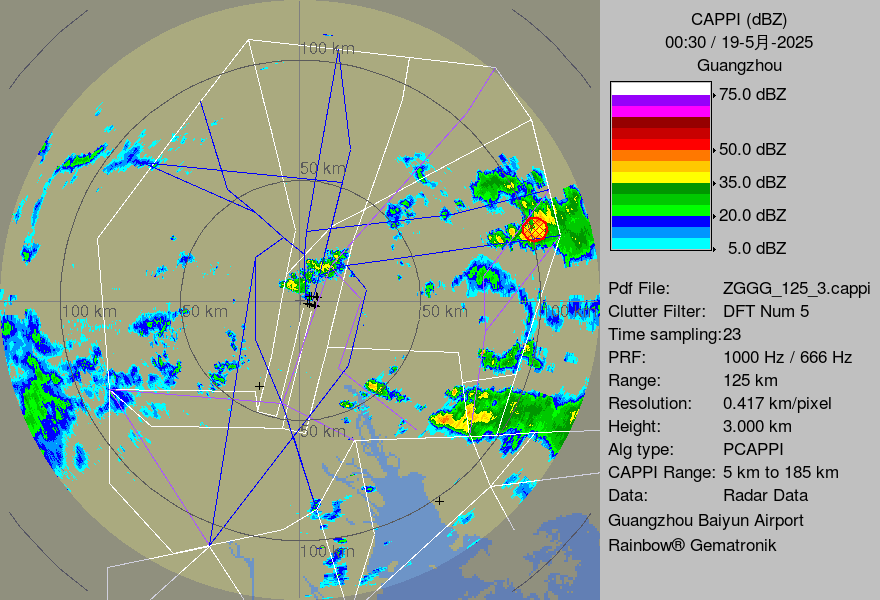 CAPPI (dBZ)
00:30 / 19-5月-2025
Guangzhou
75.0 dBZ
50.0 dBZ
35.0 dBZ
20.0 dBZ
5.0 dBZ
Pdf File: ZGGG_125_3.cappi
Clutter Filter: DFT Num 5
Time sampling:23
PRF: 1000 Hz / 666 Hz
Range: 125 km
Resolution: 0.417 km/pixel
Height: 3.000 km
Alg type: PCAPPI
CAPPI Range: 5 km to 185 km
Data: Radar Data
Guangzhou Baiyun Airport
Rainbow® Gematronik
100 km
50 km
100 km 50 km 50 km 100 km
50 km
100 km